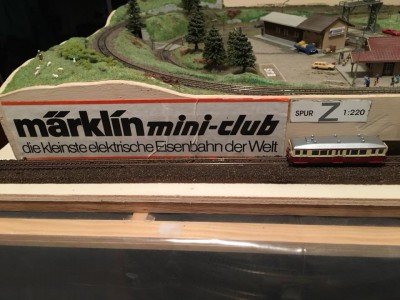 märklin mini-club
die kleinste elektrische Eisenbahn der Welt
SPUR Z 1:220